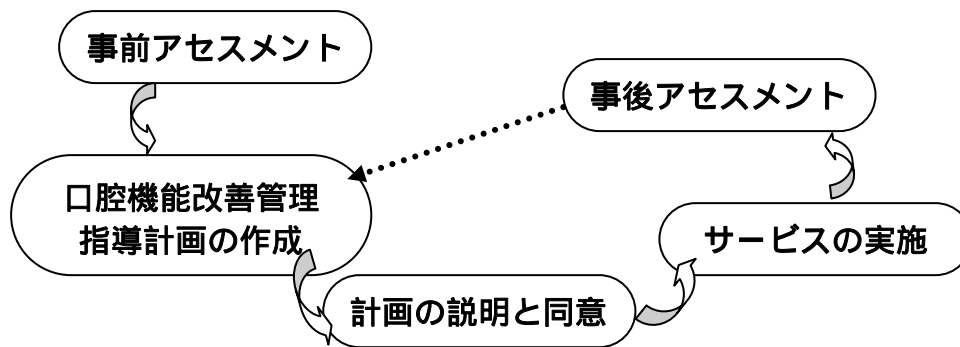 事前アセスメント
事後アセスメント
口腔機能改善管理
指導計画の作成
サービスの実施
計画の説明と同意